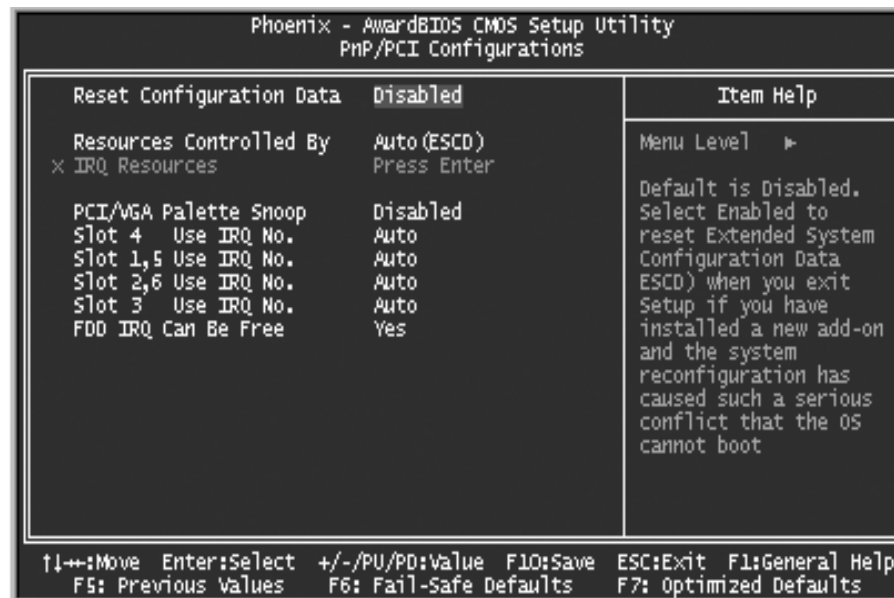 Phoenix - AwardBIOS CMOS Setup Utility
PnP/PCI Configurations
Reset Configuration Data Disabled
Resources Controlled By Auto(ESCD)
x IRQ Resources Press Enter
PCI/VGA Palette Snoop Disabled
Slot 4 Use IRQ No. Auto
Slot 1,5 Use IRQ No. Auto
Slot 2,6 Use IRQ No. Auto
Slot 3 Use IRQ No. Auto
FDD IRQ Can Be Free Yes
Item Help
Menu Level ►
Default is Disabled.
Select Enabled to
reset Extended System
Configuration Data
ESCD) when you exit
Setup if you have
installed a new add-on
and the system
reconfiguration has
caused such a serious
conflict that the OS
cannot boot
↑↓→←:Move Enter:Select +/-/PU/PD:Value F10:Save ESC:Exit F1:General Help
F5: Previous Values F6: Fail-Safe Defaults F7: Optimized Defaults